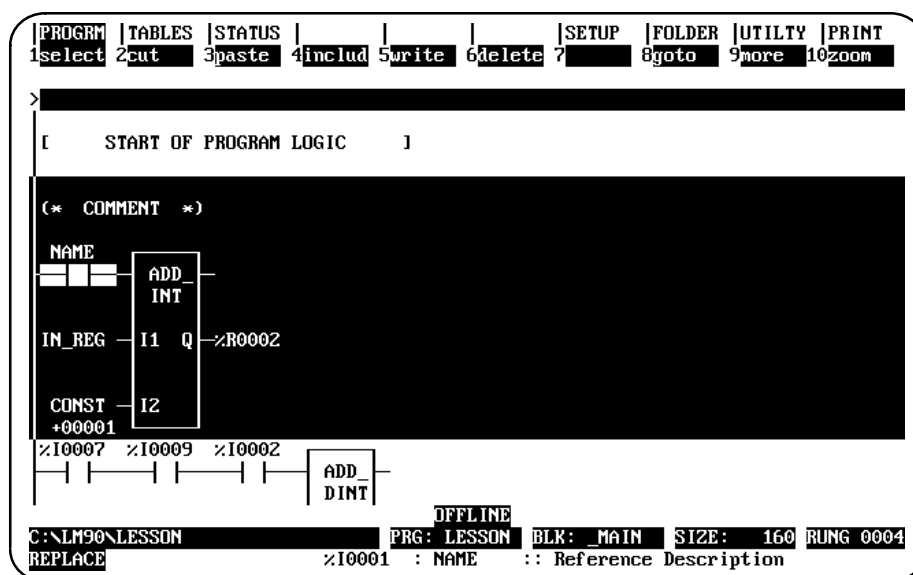 PROGRM |TABLES |STATUS | | | |SETUP |FOLDER |UTILTY |PRINT
1select 2cut 3paste 4includ 5write 6delete 7 8goto 9more 10zoom
>
[ START OF PROGRAM LOGIC ]
(* COMMENT *)
NAME
ADD_
INT
IN_REG I1 Q %R0002
CONST I2
+00001
%I0007 %I0009 %I0002
ADD_
DINT
OFFLINE
C:\LM90\LESSON PRG: LESSON BLK: _MAIN SIZE: 160 RUNG 0004
REPLACE %I0001 : NAME :: Reference Description